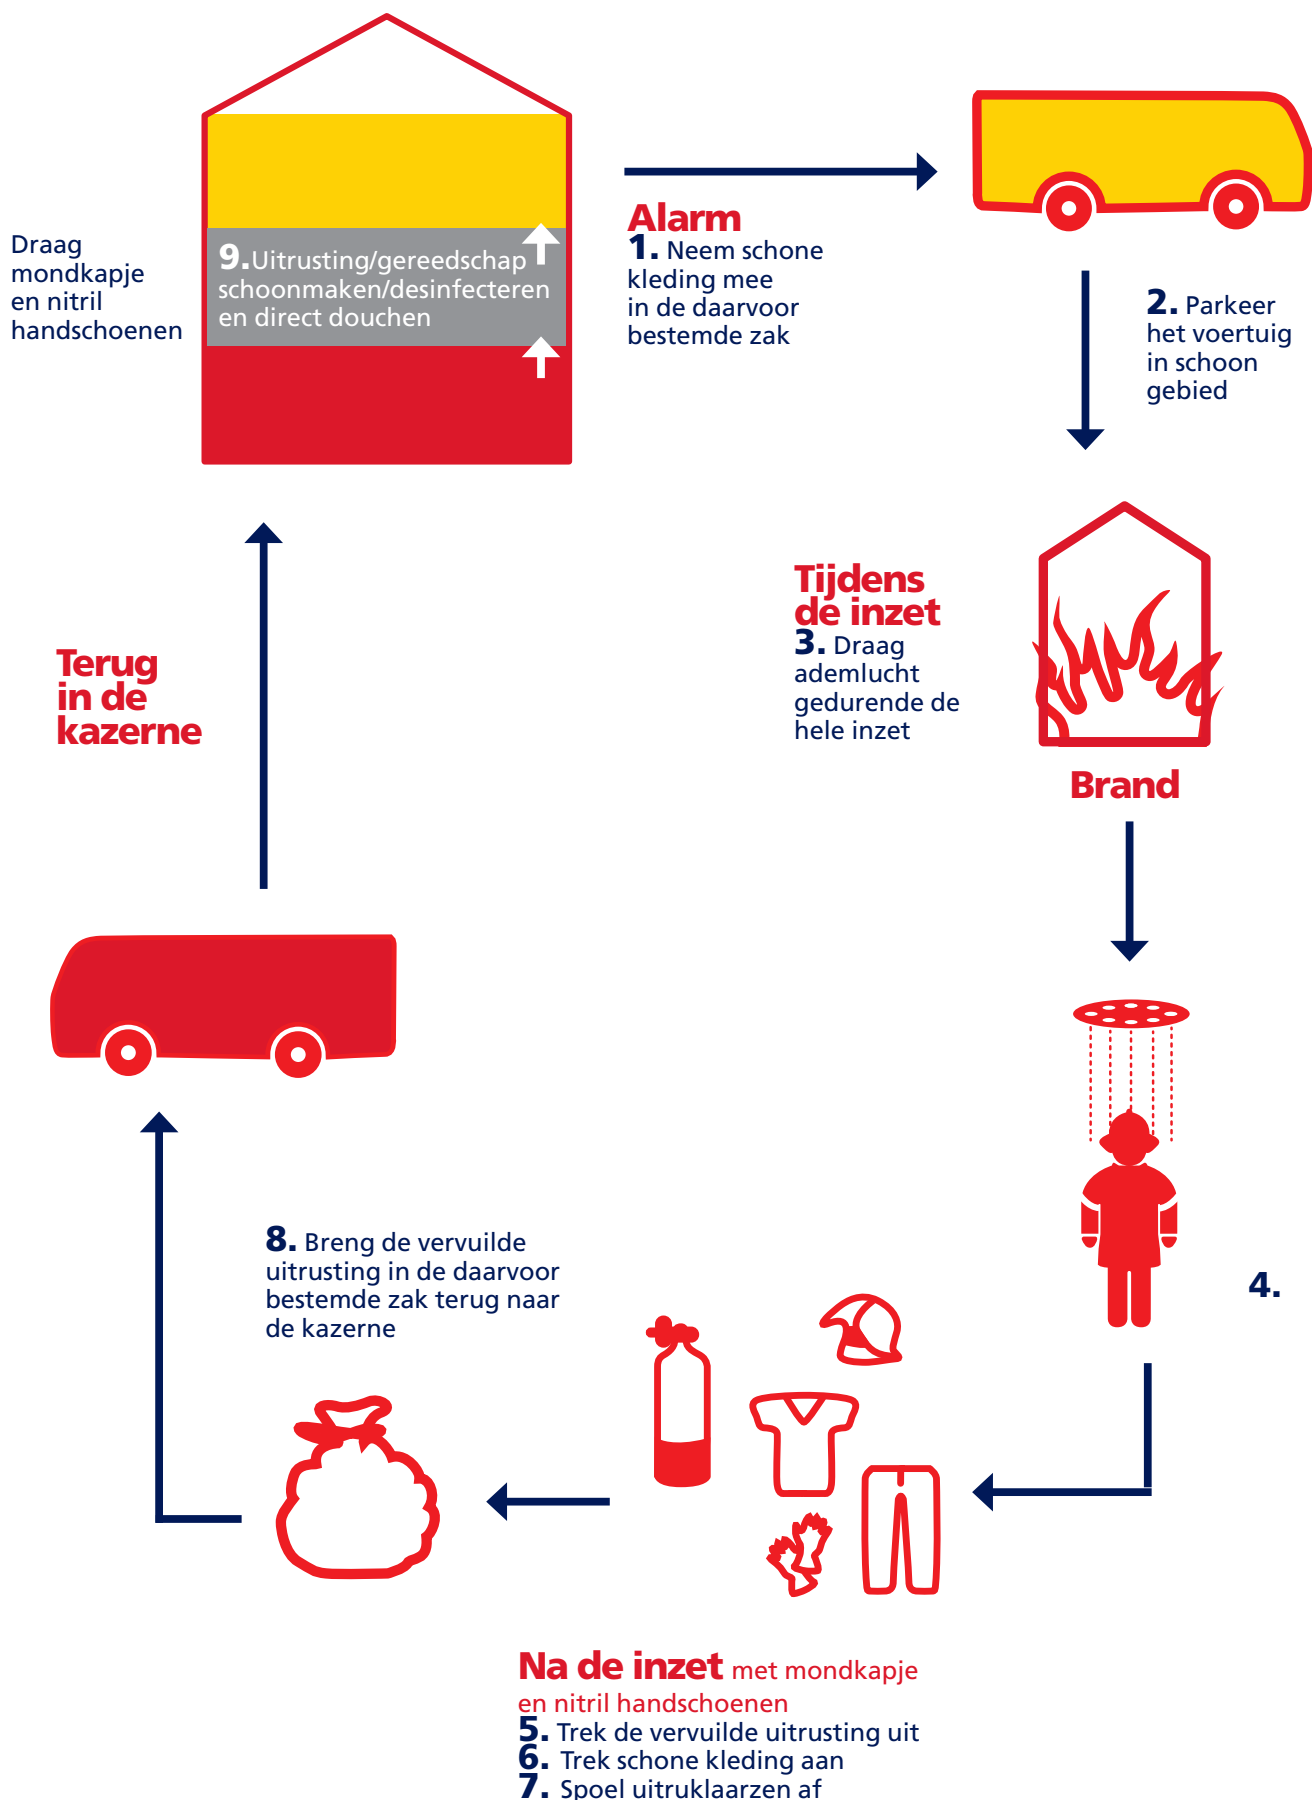 Draag
mondkapje
en nitril
handschoenen
9.Uitrusting/gereedschap
schoonmaken/desinfecteren
en direct douchen
Alarm
1. Neem schone
kleding mee
in de daarvoor
bestemde zak
2. Parkeer
het voertuig
in schoon
gebied
Tijdens
de inzet
3. Draag
ademlucht
gedurende de
hele inzet
Brand
Terug
in de
kazerne
4.
8. Breng de vervuilde
uitrusting in de daarvoor
bestemde zak terug naar
de kazerne
Na de inzet met mondkapje
en nitril handschoenen
5. Trek de vervuilde uitrusting uit
6. Trek schone kleding aan
7. Spoel uitruklaarzen af